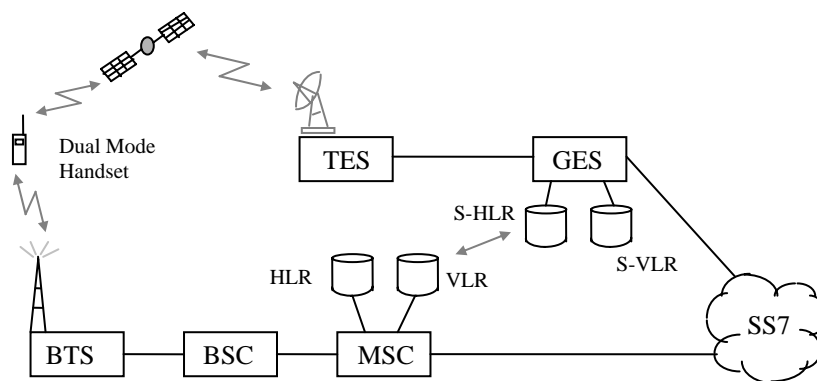 Dual Mode
Handset
TES
GES
S-HLR
S-VLR
HLR
VLR
SS7
BTS
BSC
MSC